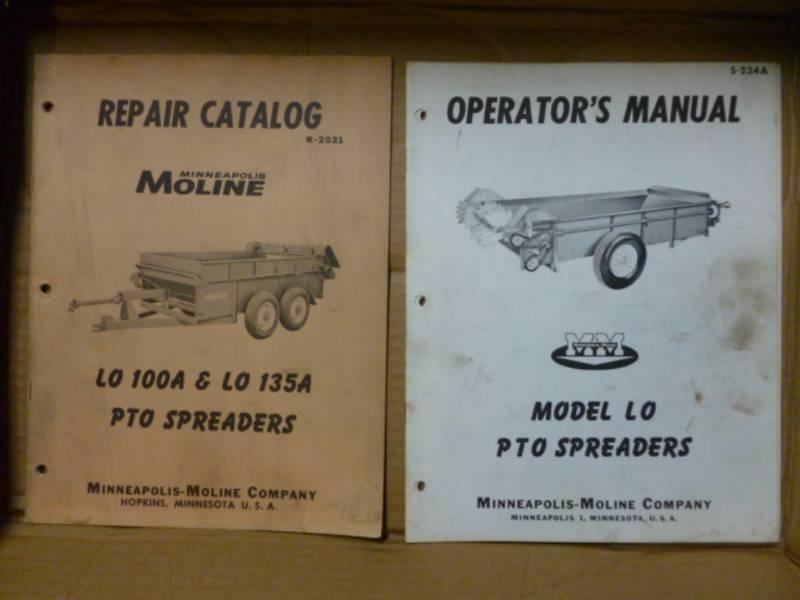 REPAIR CATALOG
R-2021
MINNEAPOLIS
MOLINE
LO 100A & LO 135A
PTO SPREADERS
MINNEAPOLIS-MOLINE COMPANY
HOPKINS, MINNESOTA U. S. A.
S-234A
OPERATOR'S MANUAL
MM
MODEL LO
PTO SPREADERS
MINNEAPOLIS-MOLINE COMPANY
MINNEAPOLIS 1, MINNESOTA, U. S. A.